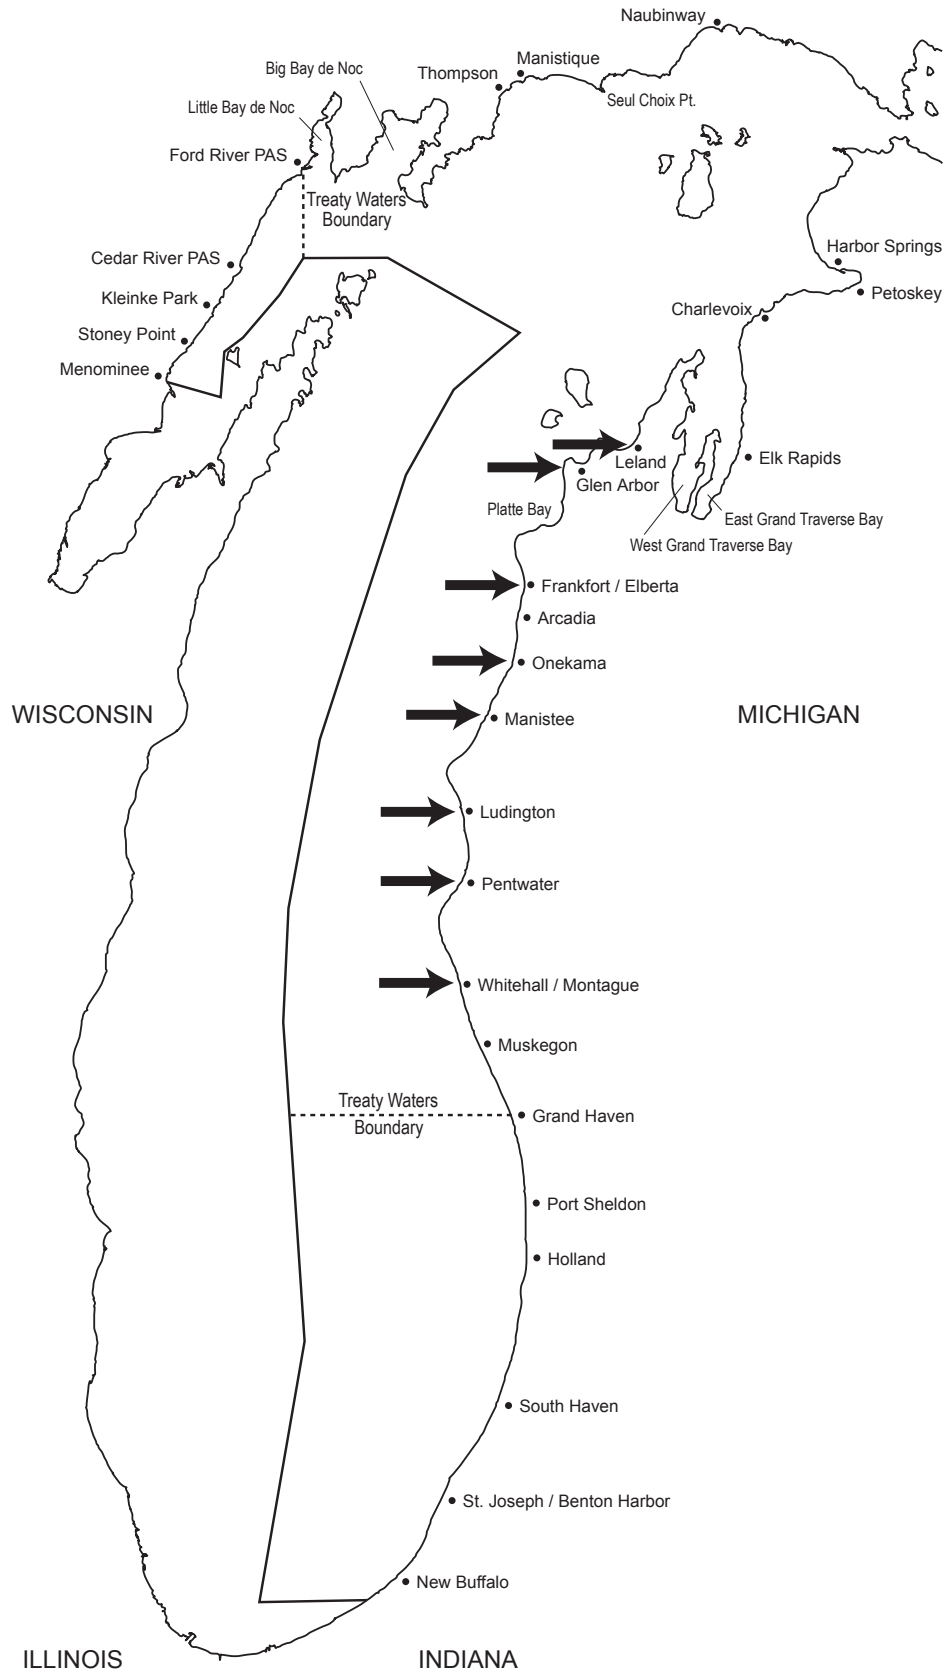 Naubinway
Manistique
Big Bay de Noc
Thompson
Little Bay de Noc
Seul Choix Pt.
Ford River PAS
Treaty Waters
Boundary
Harbor Springs
Cedar River PAS
Petoskey
Kleinke Park
Charlevoix
Stoney Point
Menominee
Leland
Elk Rapids
Glen Arbor
Platte Bay
East Grand Traverse Bay
West Grand Traverse Bay
Frankfort / Elberta
Arcadia
Onekama
WISCONSIN
MICHIGAN
Manistee
Ludington
Pentwater
Whitehall / Montague
Muskegon
Treaty Waters
Boundary
Grand Haven
Port Sheldon
Holland
South Haven
St. Joseph / Benton Harbor
New Buffalo
ILLINOIS
INDIANA